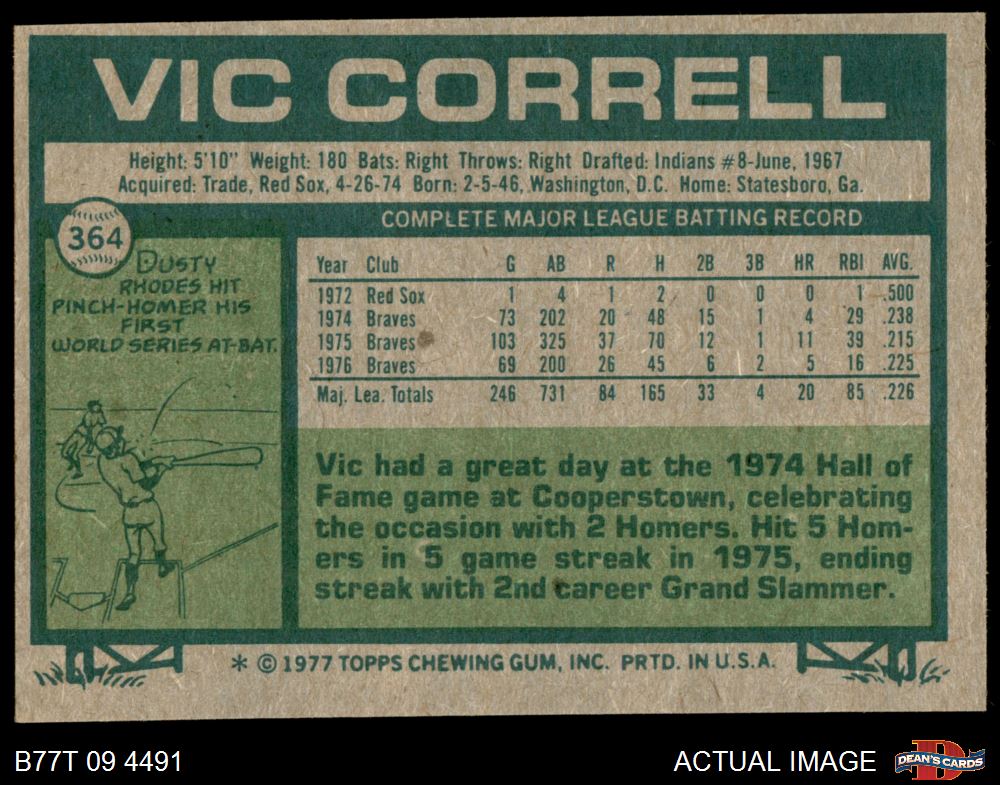 VIC CORRELL
Height: 5'10" Weight: 180 Bats: Right Throws: Right Drafted: Indians #8-June, 1967
Acquired: Trade, Red Sox, 4-26-74 Born: 2-5-46, Washington, D.C. Home: Statesboro, Ga.
364
COMPLETE MAJOR LEAGUE BATTING RECORD
DUSTY
RHODES HIT
PINCH-HOMER HIS
FIRST
WORLD SERIES AT-BAT.
Year Club G AB R H 2B 3B HR RBI AVG.
1972 Red Sox 1 4 1 2 0 0 0 1 .500
1974 Braves 73 202 20 48 15 1 4 29 .238
1975 Braves 103 325 37 70 12 1 11 39 .215
1976 Braves 69 200 26 45 6 2 5 16 .225
Maj. Lea. Totals 246 731 84 165 33 4 20 85 .226
Vic had a great day at the 1974 Hall of
Fame game at Cooperstown, celebrating
the occasion with 2 Homers. Hit 5 Hom-
ers in 5 game streak in 1975, ending
streak with 2nd career Grand Slammer.
* © 1977 TOPPS CHEWING GUM, INC. PRTD. IN U.S.A.
B77T 09 4491
ACTUAL IMAGE
D
DEAN'S CARDS